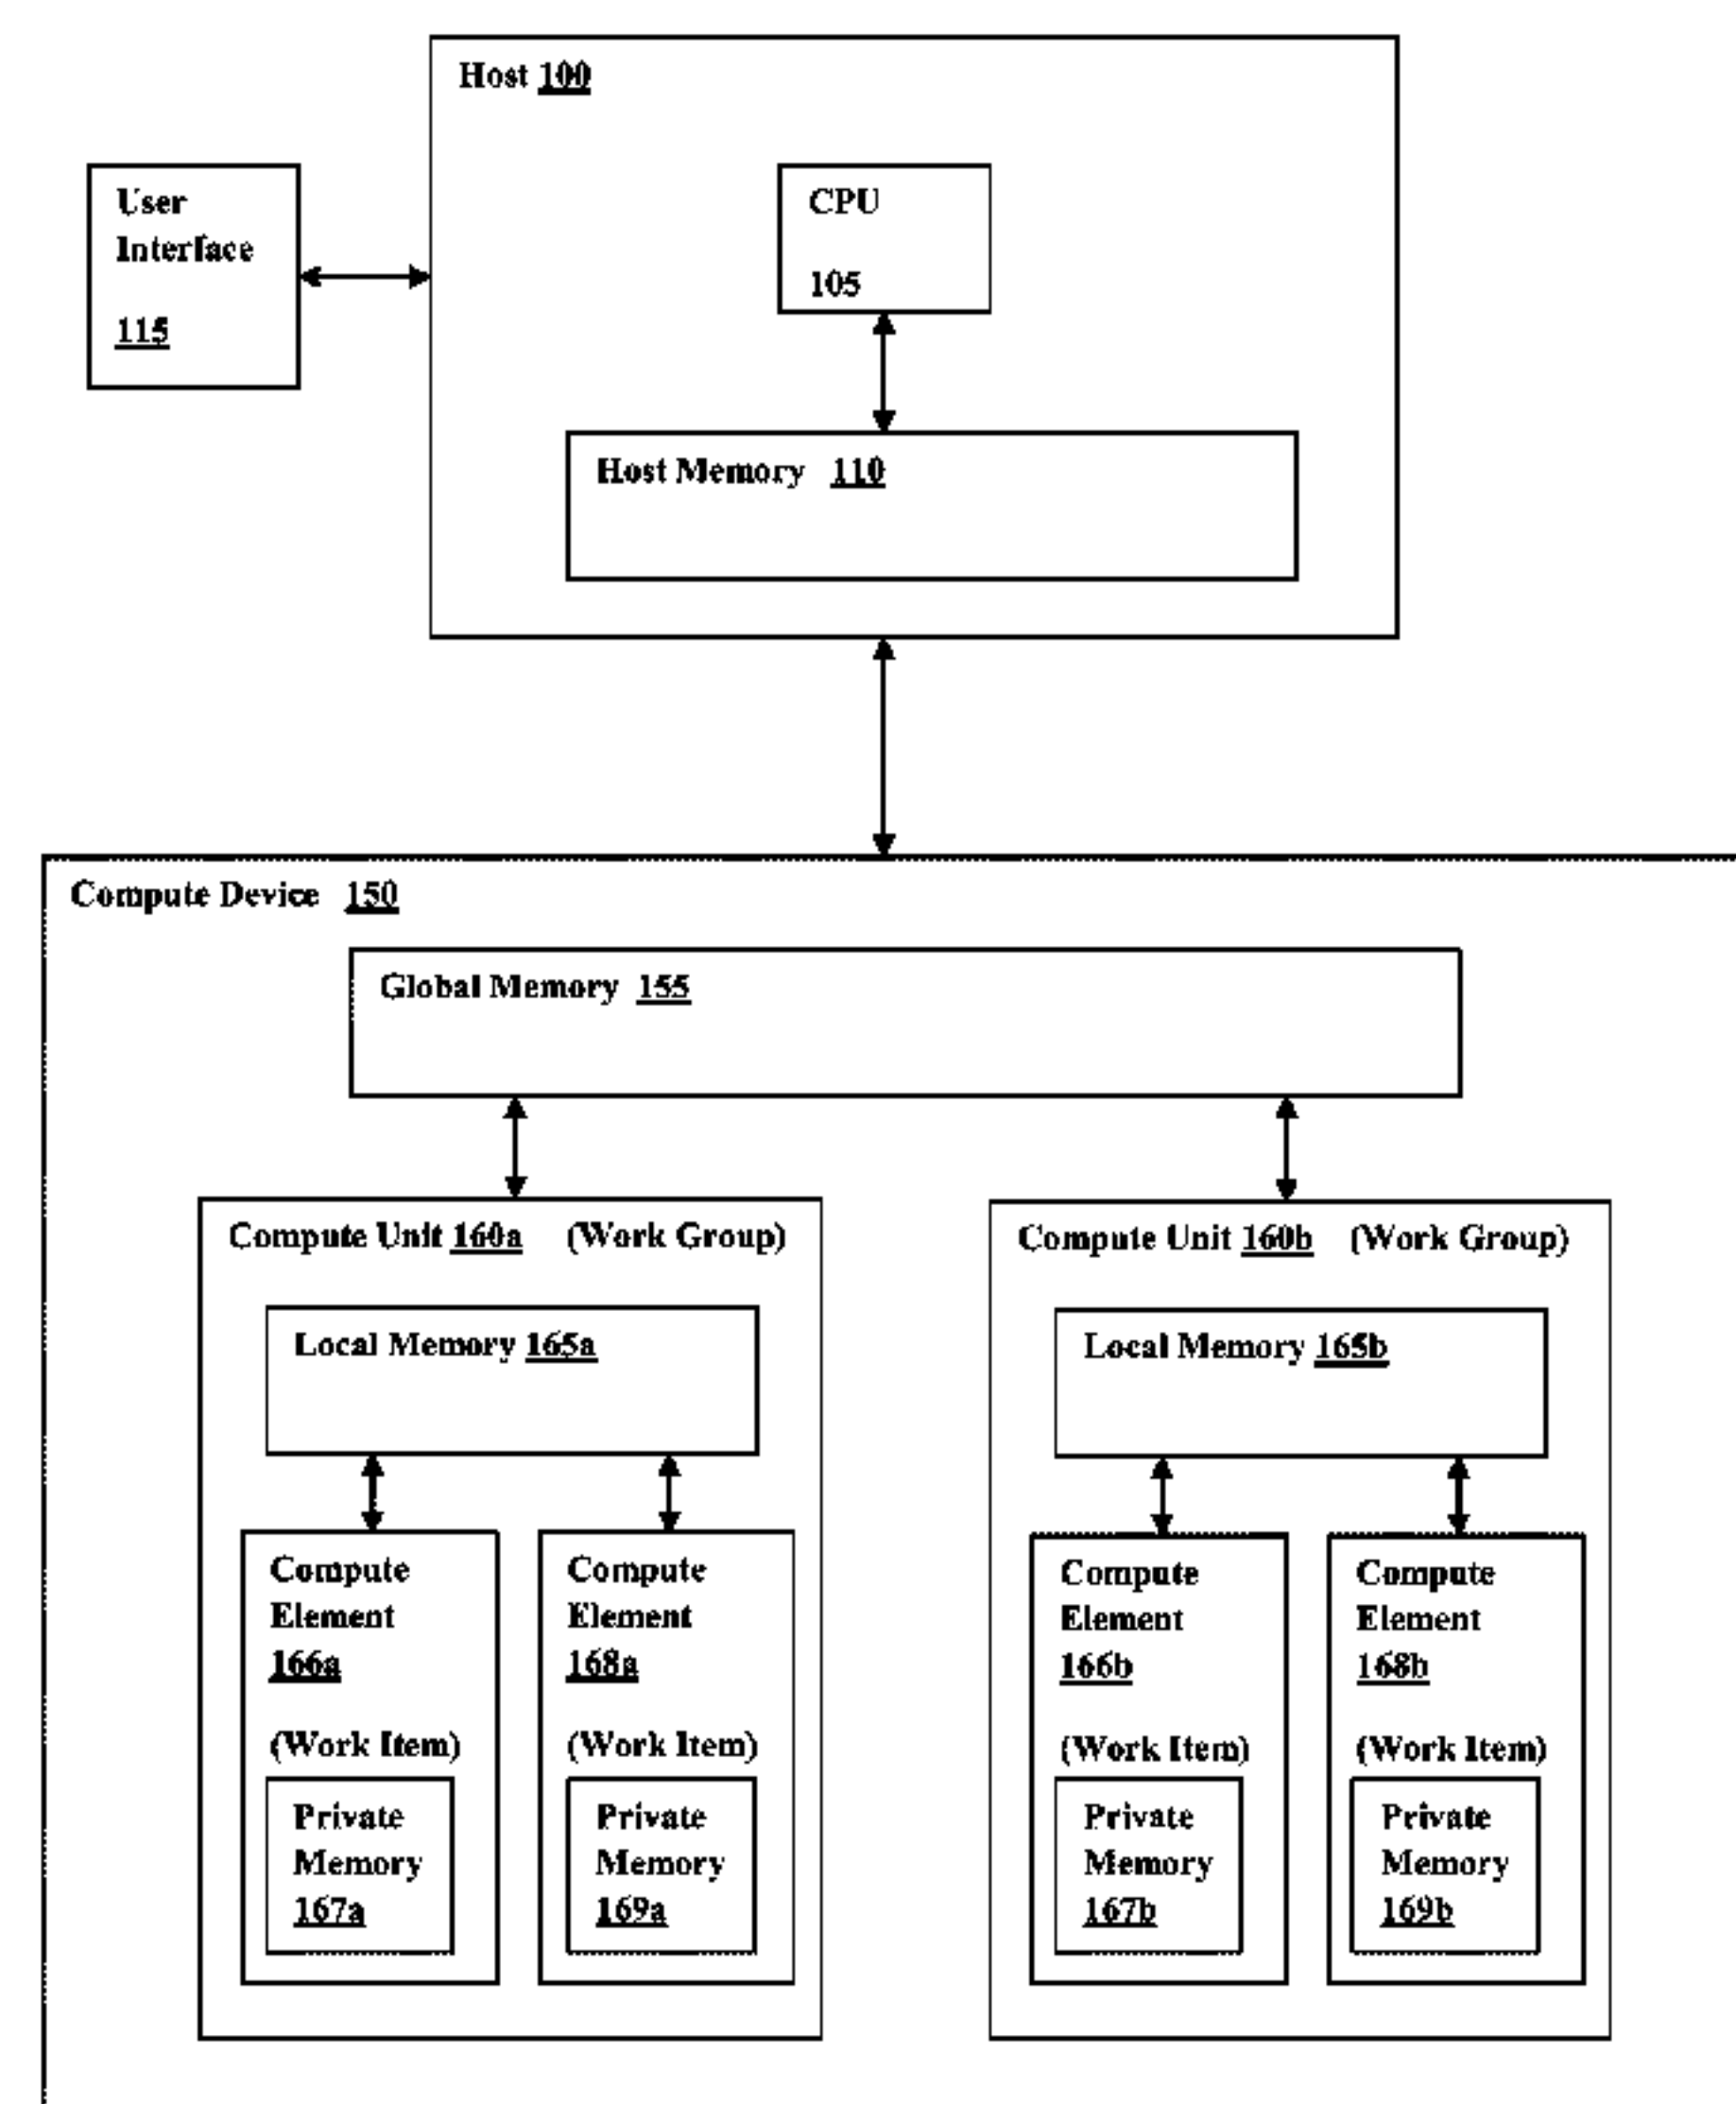 Host 100
User
Interface
115
CPU
105
Host Memory 110
Compute Device 150
Global Memory 155
Compute Unit 160a (Work Group)
Local Memory 165a
Compute
Element
166a
(Work Item)
Private
Memory
167a
Compute
Element
168a
(Work Item)
Private
Memory
169a
Compute Unit 160b (Work Group)
Local Memory 165b
Compute
Element
166b
(Work Item)
Private
Memory
167b
Compute
Element
168b
(Work Item)
Private
Memory
169b